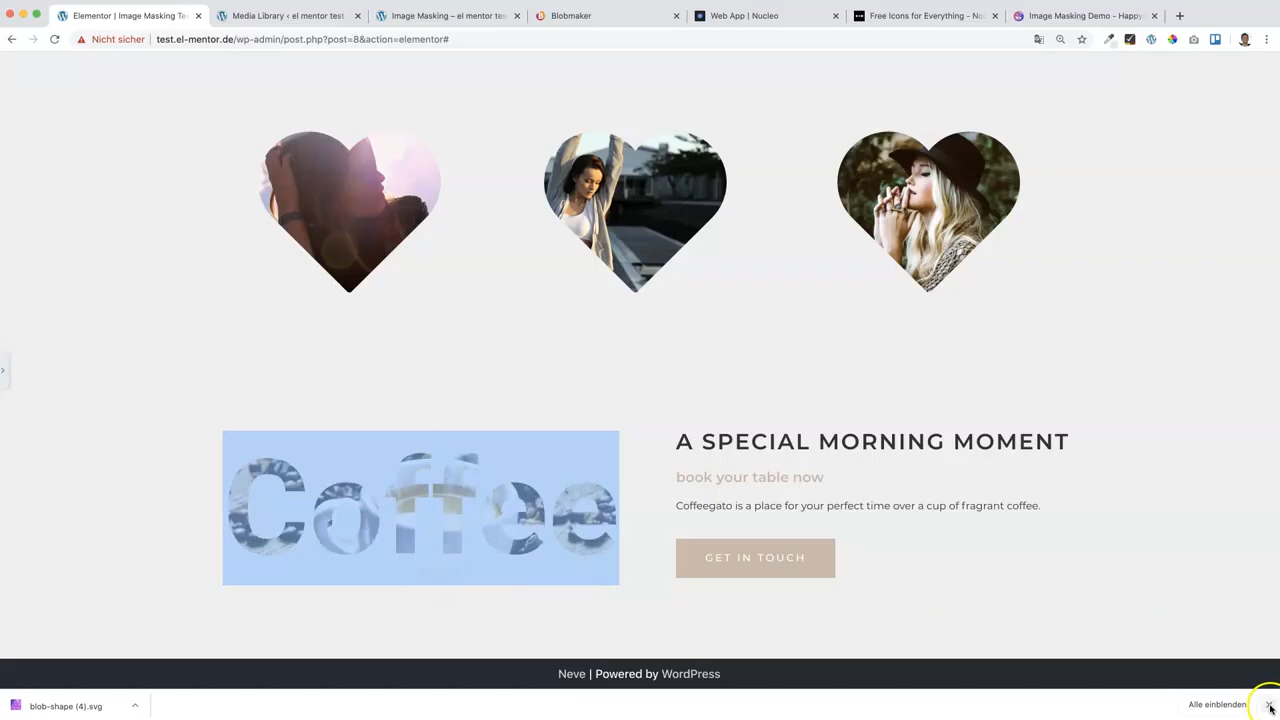 Elementor | Image Masking Tes
Media Library ‹ el mentor test
Image Masking – el mentor tes
Blobmaker
Web App | Nucleo
Free Icons for Everything - No
Image Masking Demo - Happy
Nicht sicher
test.el-mentor.de/wp-admin/post.php?post=8&action=elementor#
Coffee
A SPECIAL MORNING MOMENT
book your table now
Coffeegato is a place for your perfect time over a cup of fragrant coffee.
GET IN TOUCH
Neve | Powered by WordPress
blob-shape (4).svg
Alle einblenden